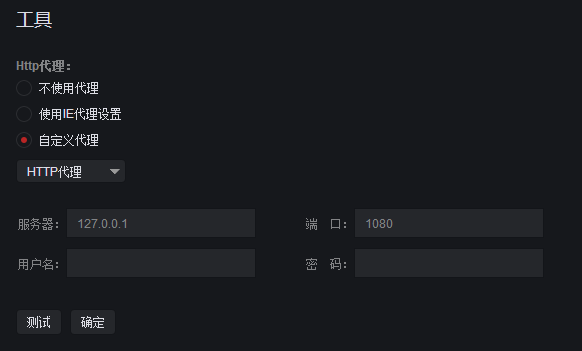 工具
Http代理：
不使用代理
使用IE代理设置
自定义代理
HTTP代理
服务器： 127.0.0.1 端 口： 1080
用户名： 密 码：
测试 确定